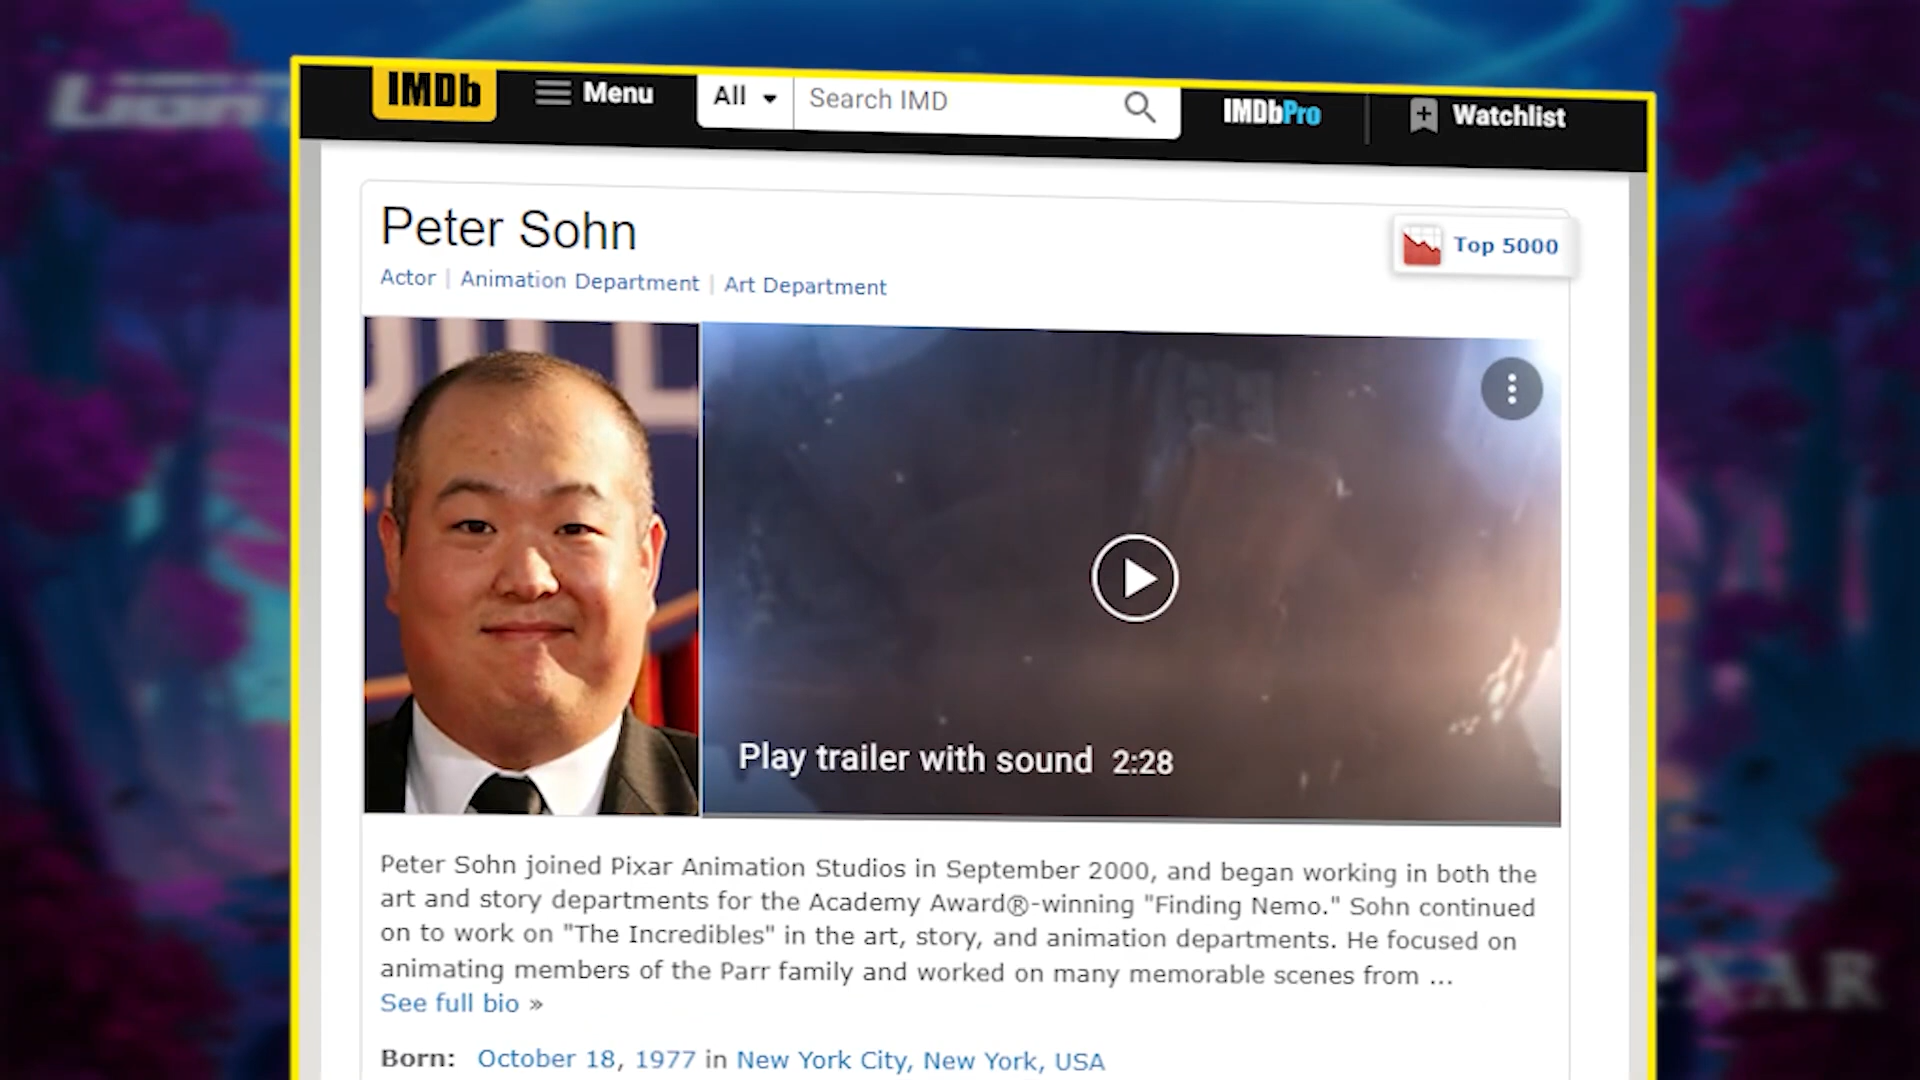 IMDb
Menu
All
Search IMD
IMDbPro
Watchlist
Peter Sohn
Top 5000
Actor | Animation Department | Art Department
Play trailer with sound 2:28
Peter Sohn joined Pixar Animation Studios in September 2000, and began working in both the
art and story departments for the Academy Award®-winning "Finding Nemo." Sohn continued
on to work on "The Incredibles" in the art, story, and animation departments. He focused on
animating members of the Parr family and worked on many memorable scenes from ...
See full bio »
Born: October 18, 1977 in New York City, New York, USA